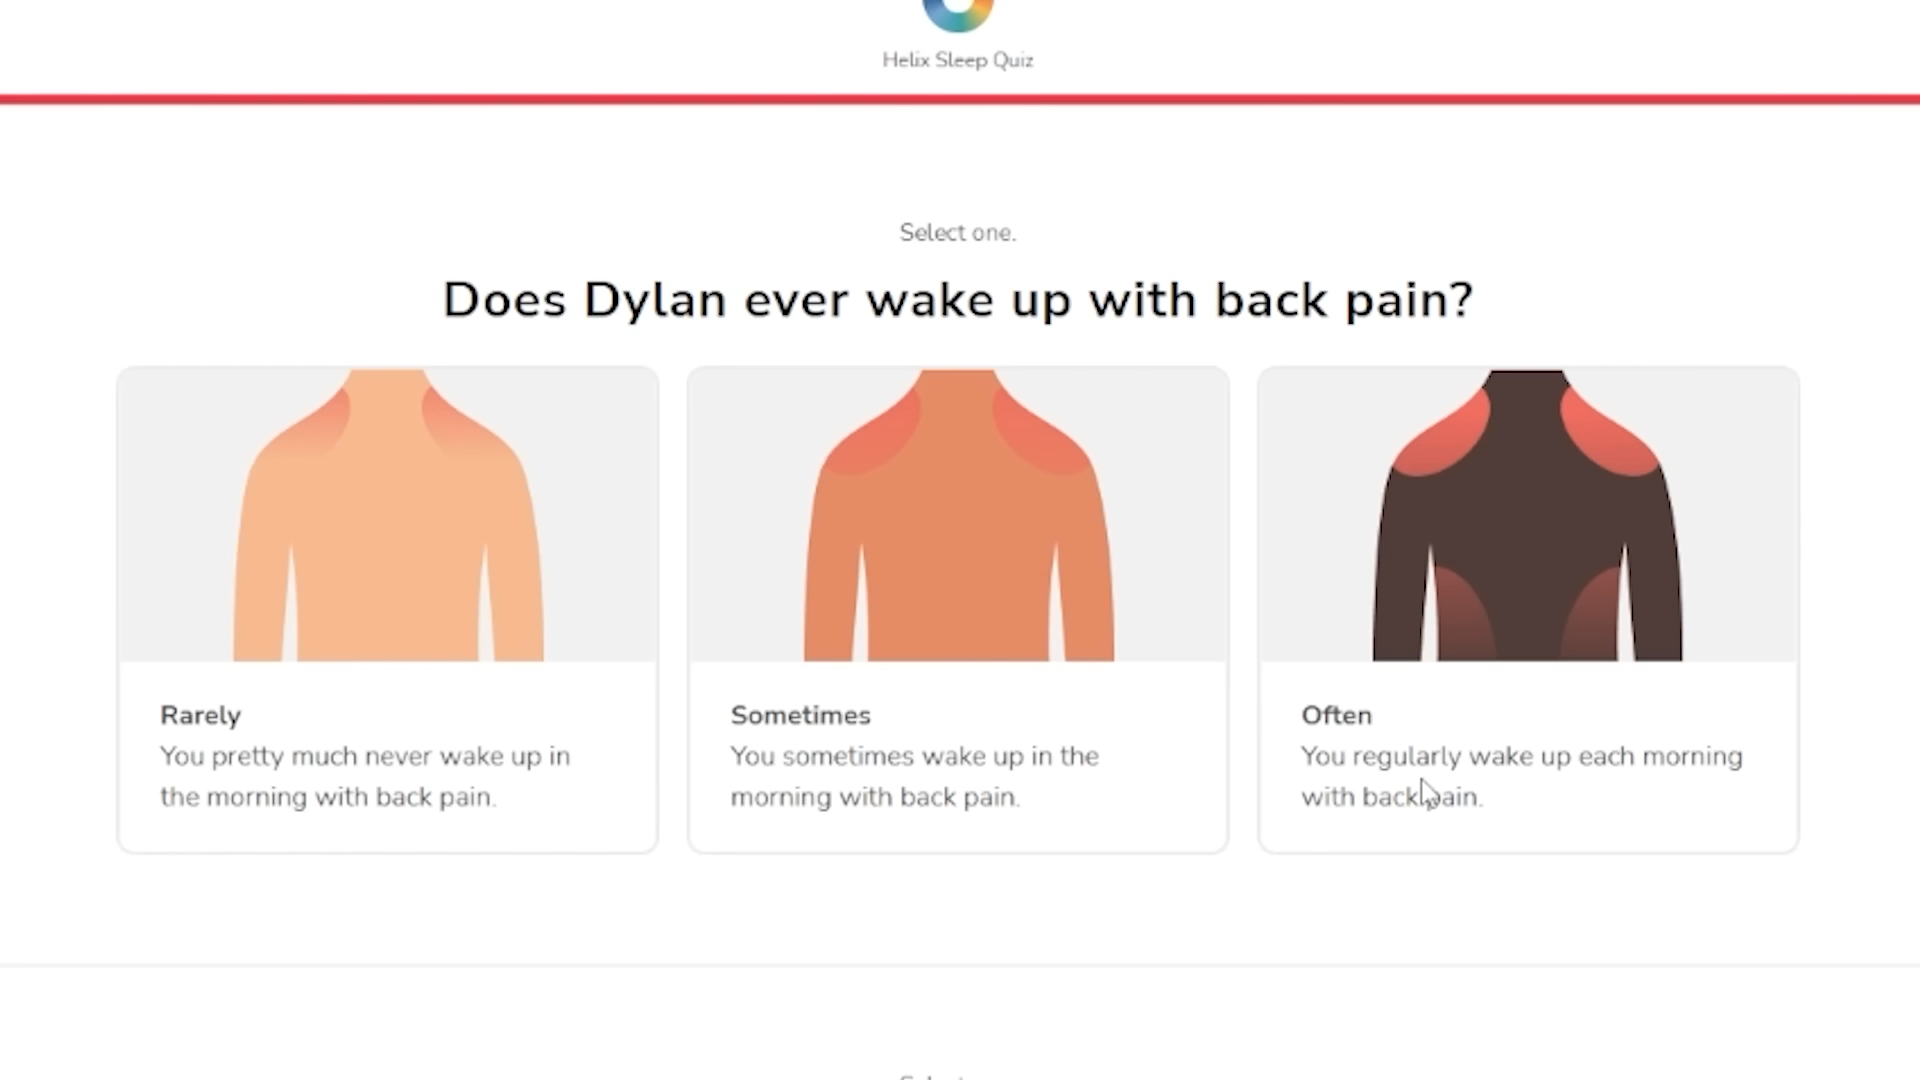 Helix Sleep Quiz
Select one.
Does Dylan ever wake up with back pain?
Rarely
You pretty much never wake up in
the morning with back pain.
Sometimes
You sometimes wake up in the
morning with back pain.
Often
You regularly wake up each morning
with back pain.